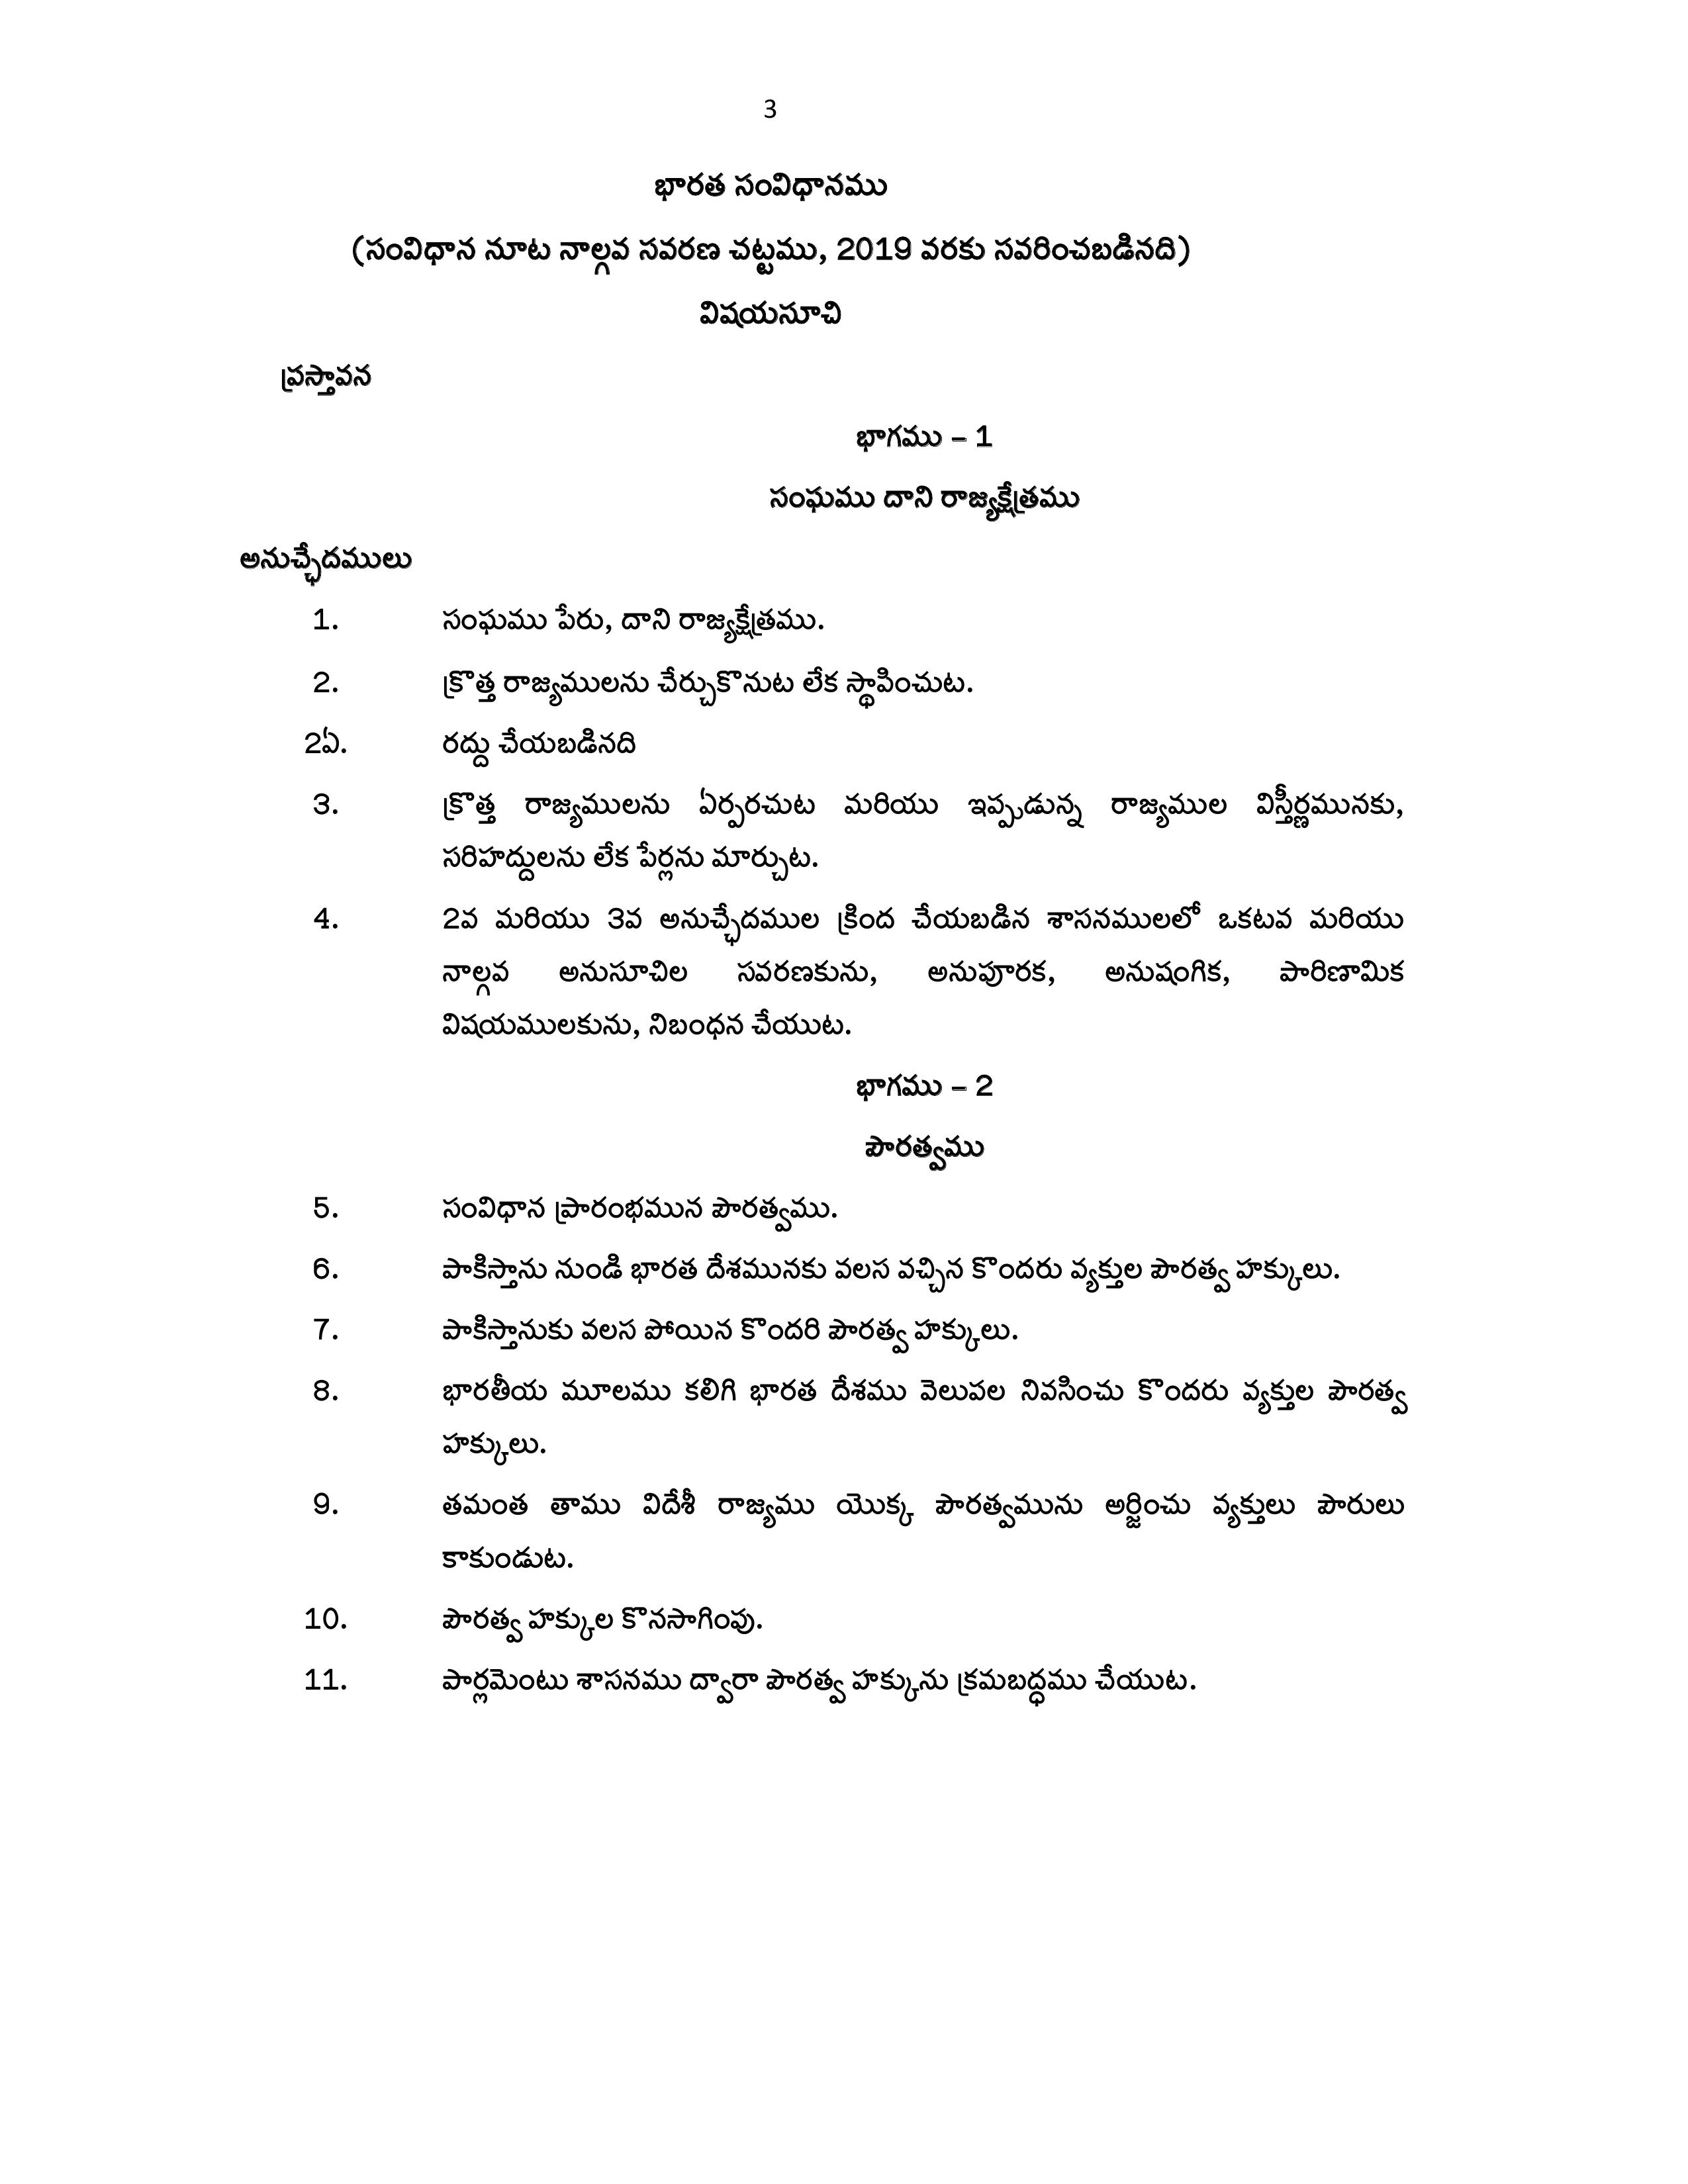 3
భారత సంవిధానము
(సంవిధాన నూట నాల్గవ సవరణ చట్టము, 2019 వరకు సవరించబడినది)
విషయసూచి
ప్రస్తావన
భాగము – 1
సంఘము దాని రాజ్యక్షేత్రము
అనుచ్ఛేదములు
1. సంఘము పేరు, దాని రాజ్యక్షేత్రము.
2. క్రొత్త రాజ్యములను చేర్చుకొనుట లేక స్థాపించుట.
2ఏ. రద్దు చేయబడినది
3. క్రొత్త రాజ్యములను ఏర్పరచుట మరియు ఇప్పుడున్న రాజ్యముల విస్తీర్ణమునకు,
సరిహద్దులను లేక పేర్లను మార్చుట.
4. 2వ మరియు 3వ అనుచ్ఛేదముల క్రింద చేయబడిన శాసనములలో ఒకటవ మరియు
నాల్గవ అనుసూచిల సవరణకును, అనుపూరక, అనుషంగిక, పారిణామిక
విషయములకును, నిబంధన చేయుట.
భాగము – 2
పౌరత్వము
5. సంవిధాన ప్రారంభమున పౌరత్వము.
6. పాకిస్తాను నుండి భారత దేశమునకు వలస వచ్చిన కొందరు వ్యక్తుల పౌరత్వ హక్కులు.
7. పాకిస్తానుకు వలస పోయిన కొందరి పౌరత్వ హక్కులు.
8. భారతీయ మూలము కలిగి భారత దేశము వెలుపల నివసించు కొందరు వ్యక్తుల పౌరత్వ
హక్కులు.
9. తమంత తాము విదేశీ రాజ్యము యొక్క పౌరత్వమును అర్జించు వ్యక్తులు పౌరులు
కాకుండుట.
10. పౌరత్వ హక్కుల కొనసాగింపు.
11. పార్లమెంటు శాసనము ద్వారా పౌరత్వ హక్కును క్రమబద్ధము చేయుట.